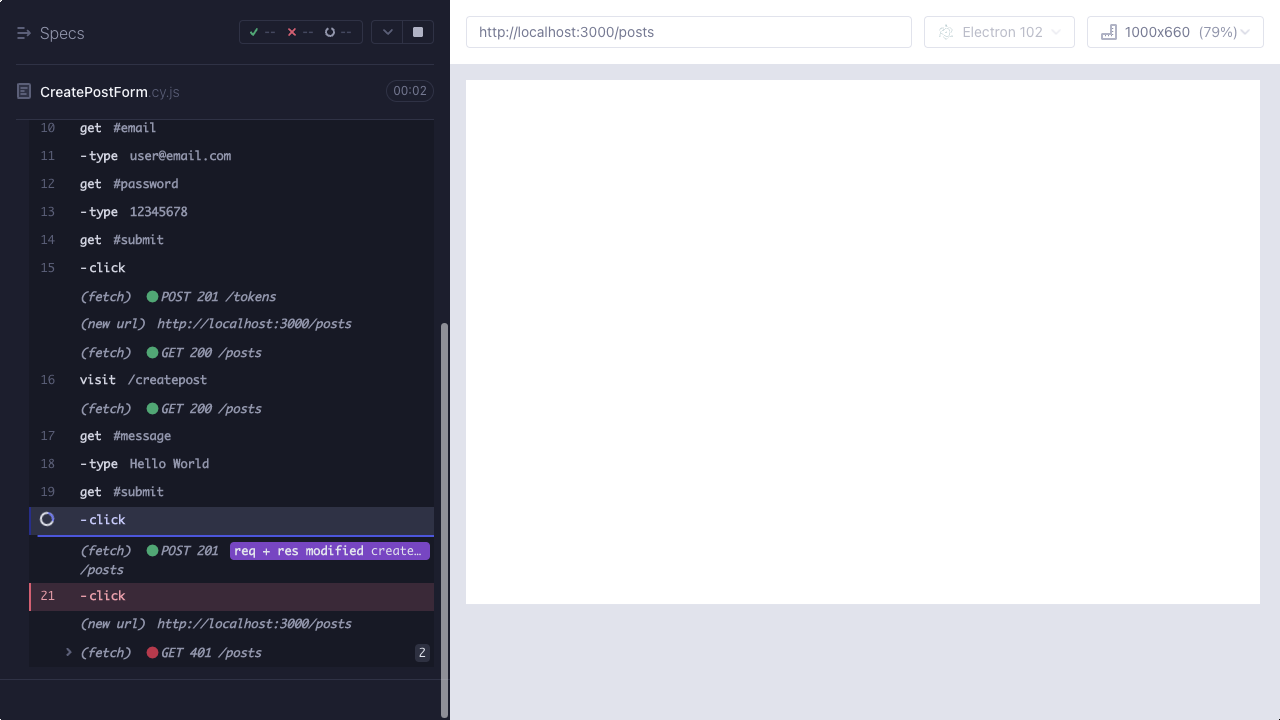 Specs
-- -- --
CreatePostForm.cy.js
00:02
10 get #email
11 -type user@email.com
12 get #password
13 -type 12345678
14 get #submit
15 -click
(fetch) POST 201 /tokens
(new url) http://localhost:3000/posts
(fetch) GET 200 /posts
16 visit /createpost
(fetch) GET 200 /posts
17 get #message
18 -type Hello World
19 get #submit
-click
(fetch) POST 201 req + res modified create…
/posts
21 -click
(new url) http://localhost:3000/posts
(fetch) GET 401 /posts 2
http://localhost:3000/posts
Electron 102
1000x660 (79%)